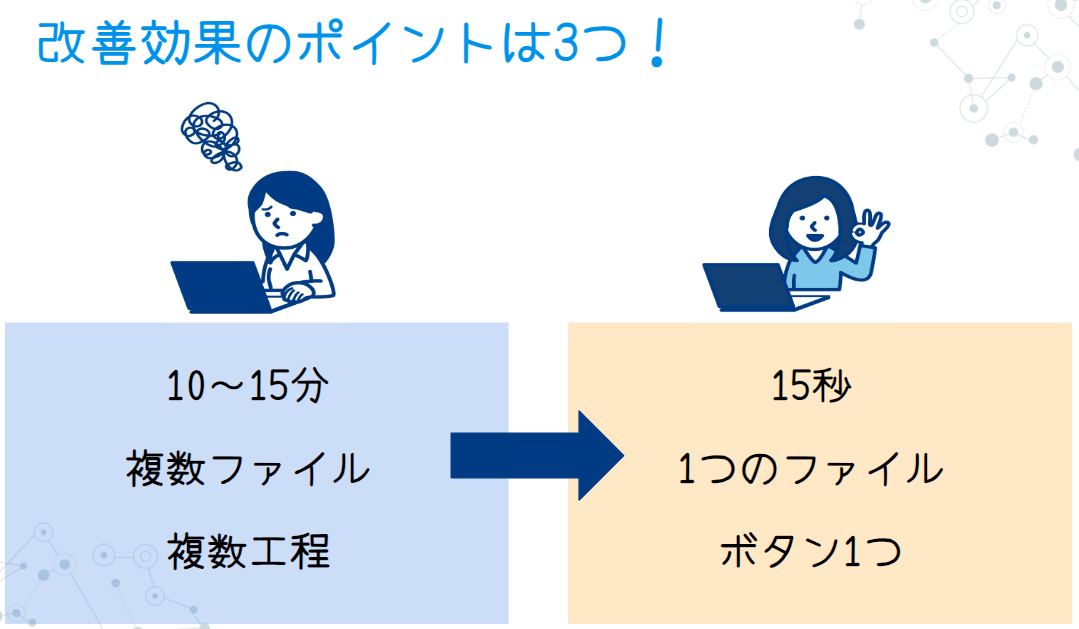 改善効果のポイントは3つ！
10～15分
複数ファイル
複数工程
15秒
1つのファイル
ボタン1つ